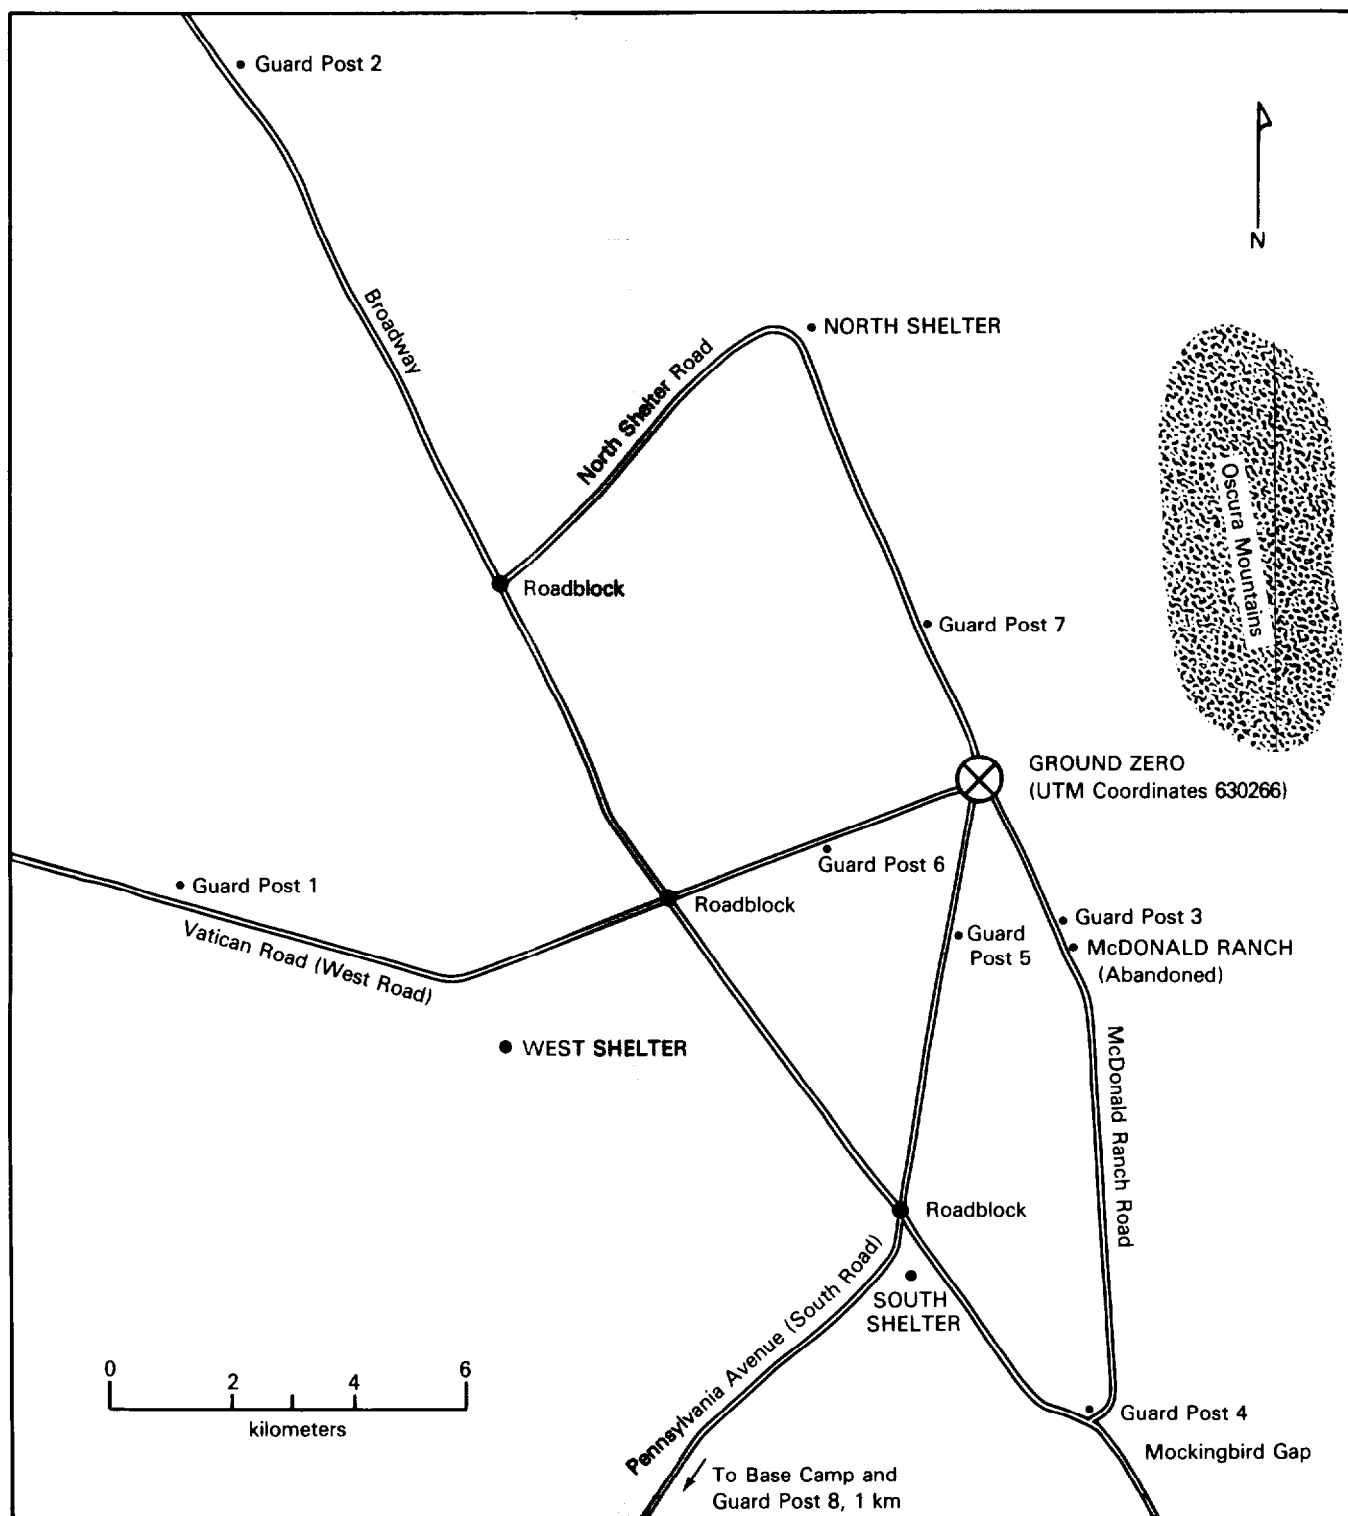 Guard Post 2
N
Broadway
NORTH SHELTER
North Shelter Road
Oscura Mountains
Roadblock
Guard Post 7
GROUND ZERO
(UTM Coordinates 630266)
Guard Post 6
Guard Post 1
Roadblock
Vatican Road (West Road)
Guard Post 3
Guard
Post 5
McDONALD RANCH
(Abandoned)
WEST SHELTER
McDonald Ranch Road
Roadblock
SOUTH
SHELTER
Pennsylvania Avenue (South Road)
0 2 4 6
kilometers
Guard Post 4
Mockingbird Gap
To Base Camp and
Guard Post 8, 1 km